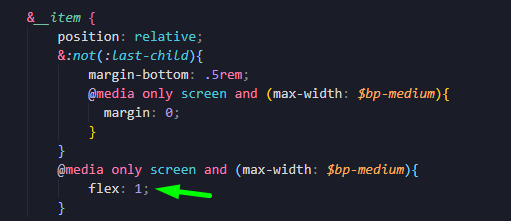 &__item {
position: relative;
&:not(:last-child){
margin-bottom: .5rem;
@media only screen and (max-width: $bp-medium){
margin: 0;
}
}
@media only screen and (max-width: $bp-medium){
flex: 1;
}